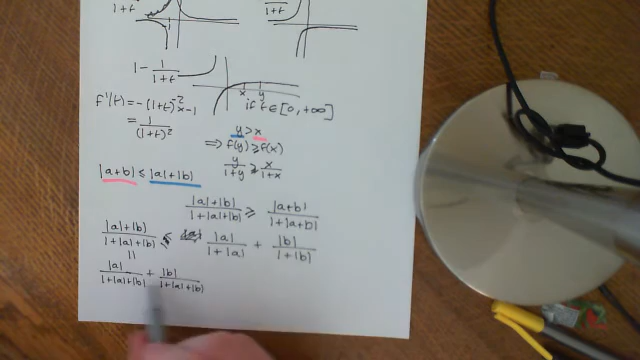 1+t
1+t
1 - 1/(1+t)
x y
f'(t) = -(1+t)^-2 x-1
if t∈[0,+∞]
= 1/(1+t)^2
y > x
⇒ f(y) ≥ f(x)
y/(1+y) ≥ x/(1+x)
|a+b| ≤ |a|+|b|
(|a|+|b|)/(1+|a|+|b|) ≥ |a+b|/(1+|a+b|)
(|a|+|b|)/(1+|a|+|b|) ≤ |a|/(1+|a|) + |b|/(1+|b|)
||
|a|/(1+|a|+|b|) + |b|/(1+|a|+|b|)